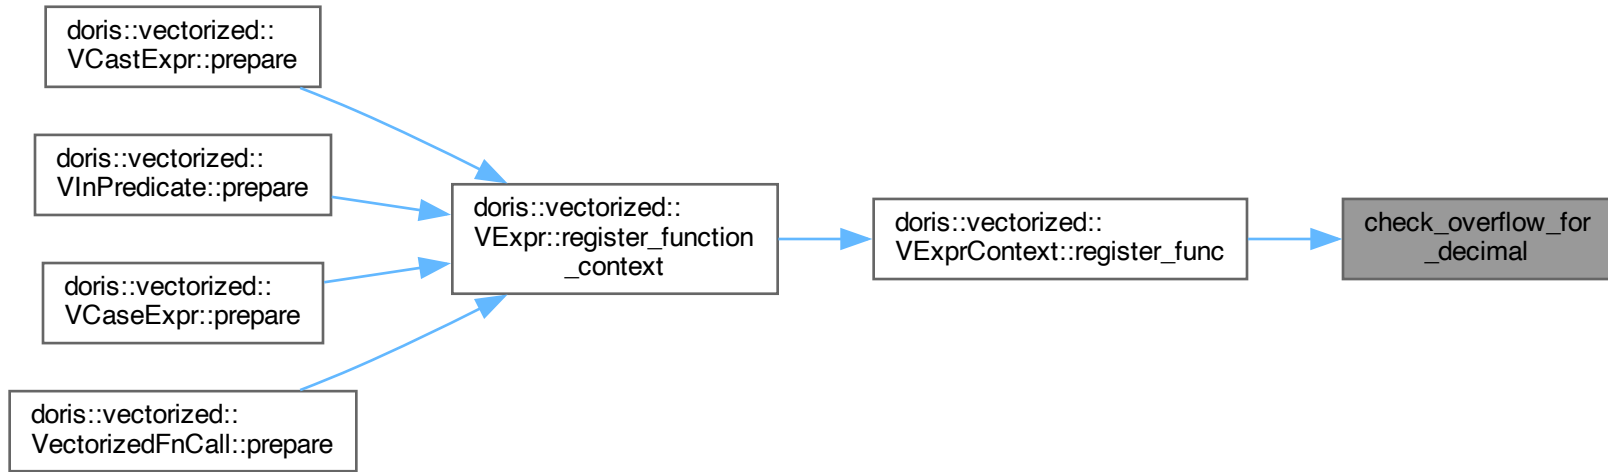 doris::vectorized::
VCastExpr::prepare
doris::vectorized::
VInPredicate::prepare
doris::vectorized::
VCaseExpr::prepare
doris::vectorized::
VectorizedFnCall::prepare
doris::vectorized::
VExpr::register_function
_context
doris::vectorized::
VExprContext::register_func
check_overflow_for
_decimal